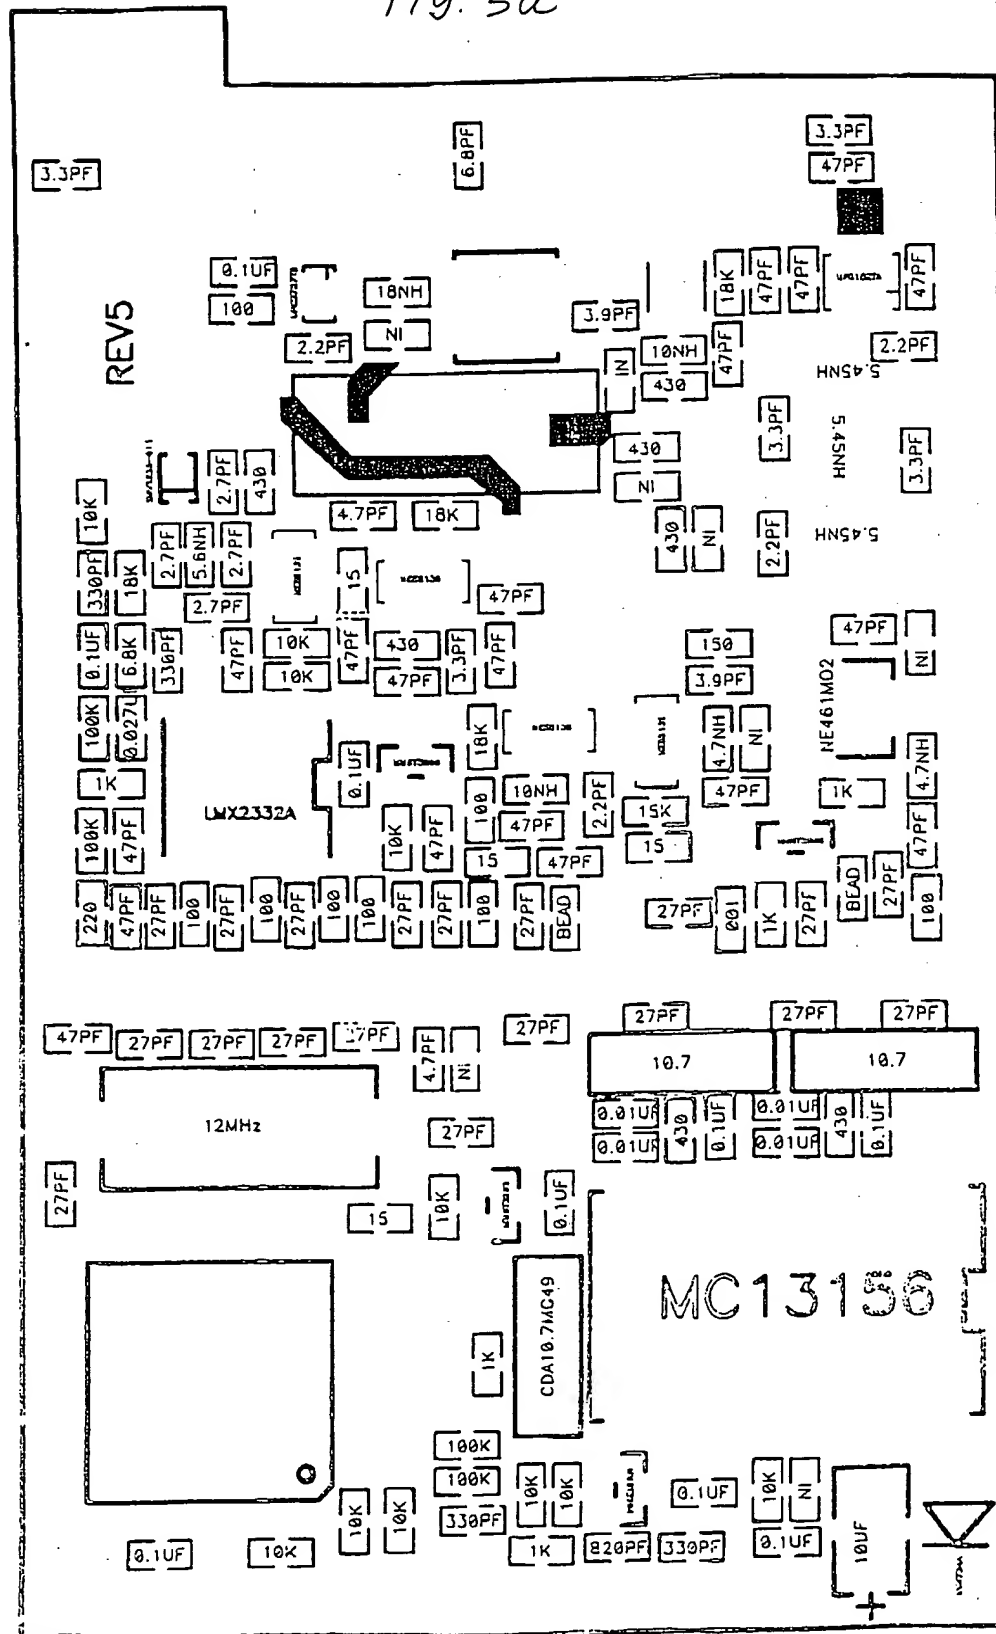 Fig. 5a
3.3PF
6.8PF
3.3PF
47PF
REV5
0.1UF
100
18NH
NI
2.2PF
3.9PF
18K
47PF
47PF
47PF
NI
10NH
430
47PF
2.2PF
5.45NH
3.3PF
5.45NH
3.3PF
430
NI
10K
2.7PF
430
4.7PF
18K
430
NI
2.2PF
5.45NH
330PF
18K
2.7PF
5.6NH
2.7PF
2.7PF
15
47PF
0.1UF
6.8K
330PF
47PF
10K
10K
47PF
430
47PF
3.3PF
47PF
150
3.9PF
47PF
NI
NE461M02
100K
0.027U
1K
LMX2332A
0.1UF
18K
100
10NH
47PF
2.2PF
4.7NH
NI
47PF
15K
15
1K
4.7NH
47PF
100K
47PF
10K
47PF
15
47PF
220
47PF
27PF
100
27PF
100
27PF
100
100
27PF
27PF
100
27PF
BEAD
27PF
100
1K
27PF
BEAD
27PF
100
47PF
27PF
27PF
27PF
27PF
4.7PF
NI
27PF
27PF
27PF
27PF
10.7
10.7
12MHz
27PF
0.01UF
0.01UF
430
0.1UF
0.01UF
0.01UF
430
0.1UF
27PF
15
10K
0.1UF
MC13156
CDA10.7MC49
1K
100K
100K
330PF
10K
10K
10K
10K
0.1UF
10K
NI
0.1UF
10K
1K
820PF
330PF
0.1UF
10UF
+